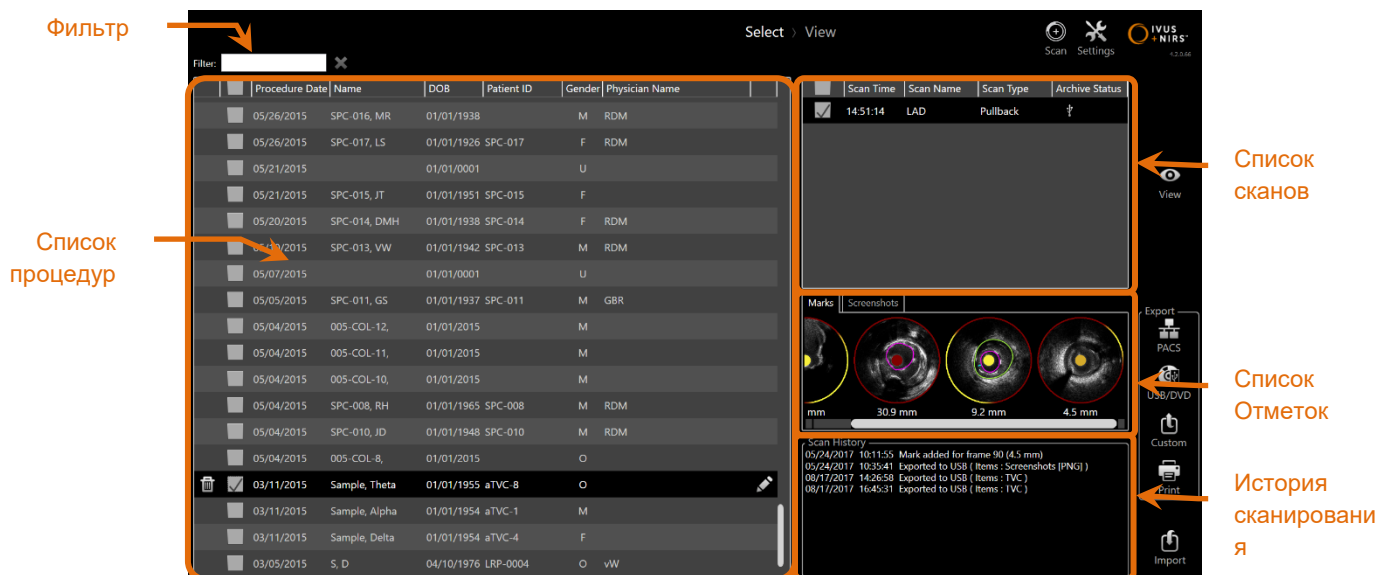 Фильтр
Select > View
Scan
Settings
IVUS
+NIRS
4.2.0.66
Filter:
Procedure Date Name DOB Patient ID Gender Physician Name
05/26/2015 SPC-016, MR 01/01/1938 M RDM
05/26/2015 SPC-017, LS 01/01/1926 SPC-017 F RDM
05/21/2015 01/01/0001 U
05/21/2015 SPC-015, JT 01/01/1951 SPC-015 F
05/20/2015 SPC-014, DMH 01/01/1938 SPC-014 F RDM
SPC-013, VW 01/01/1942 SPC-013 M RDM
05/07/2015 01/01/0001 U
05/05/2015 SPC-011, GS 01/01/1937 SPC-011 M GBR
05/04/2015 005-COL-12, 01/01/2015 M
05/04/2015 005-COL-11, 01/01/2015 M
05/04/2015 005-COL-10, 01/01/2015 M
05/04/2015 SPC-008, RH 01/01/1965 SPC-008 M RDM
05/04/2015 SPC-010, JD 01/01/1948 SPC-010 M RDM
05/04/2015 005-COL-8, 01/01/2015 O
03/11/2015 Sample, Theta 01/01/1955 aTVC-8 O
03/11/2015 Sample, Alpha 01/01/1954 aTVC-1 M
03/11/2015 Sample, Delta 01/01/1954 aTVC-4 F
03/05/2015 S, D 04/10/1976 LRP-0004 O vW
Список
процедур
Scan Time Scan Name Scan Type Archive Status
14:51:14 LAD Pullback
View
Список
сканов
Marks Screenshots
mm 30.9 mm 9.2 mm 4.5 mm
Export
PACS
USB/DVD
Custom
Print
Import
Список
Отметок
Scan History
05/24/2017 10:11:55 Mark added for frame 90 (4.5 mm)
05/24/2017 10:35:41 Exported to USB ( Items : Screenshots [PNG] )
08/17/2017 14:26:58 Exported to USB ( Items : TVC )
08/17/2017 16:45:31 Exported to USB ( Items : TVC )
История
сканировани
я